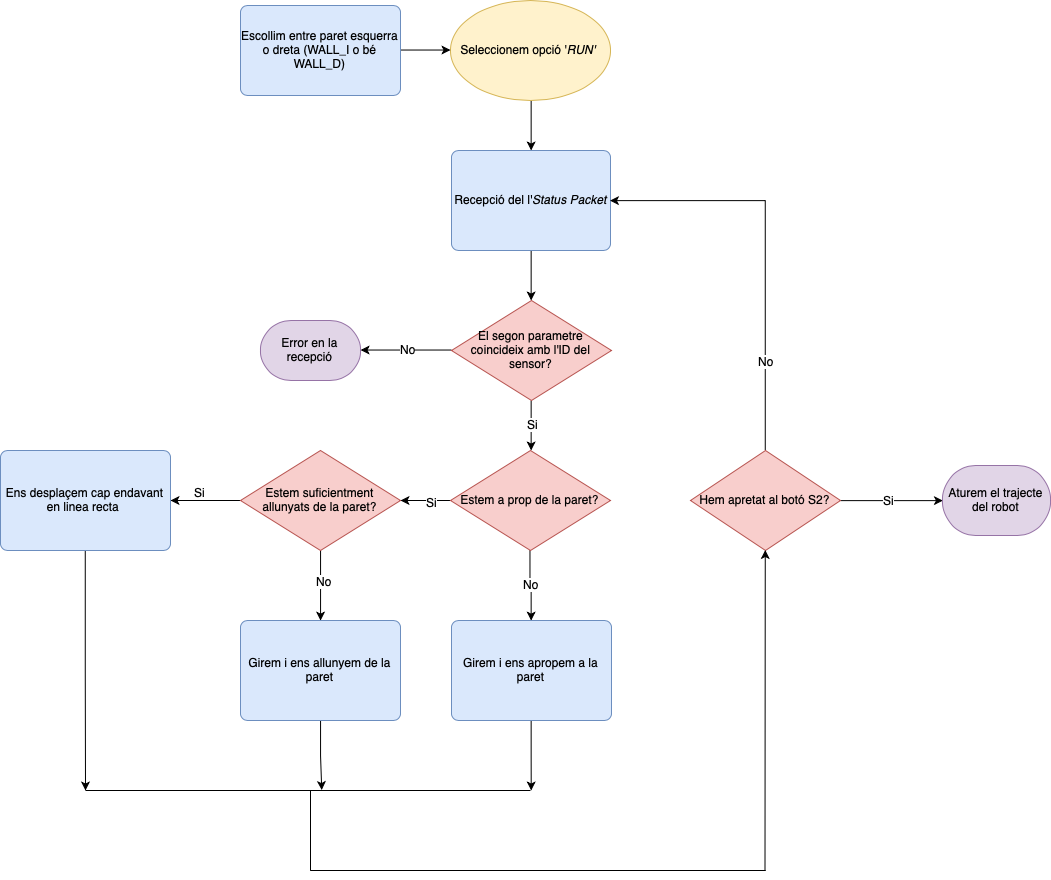 Escollim entre paret esquerra
o dreta (WALL_I o bé
WALL_D)
Seleccionem opció 'RUN'
Recepció del l'Status Packet
El segon parametre
coincideix amb l'ID del
sensor?
No
Error en la
recepció
Si
Estem a prop de la paret?
Si
Estem suficientment
allunyats de la paret?
Si
Ens desplaçem cap endavant
en linea recta
No
Girem i ens allunyem de la
paret
No
Girem i ens apropem a la
paret
Hem apretat al botó S2?
No
Si
Aturem el trajecte
del robot